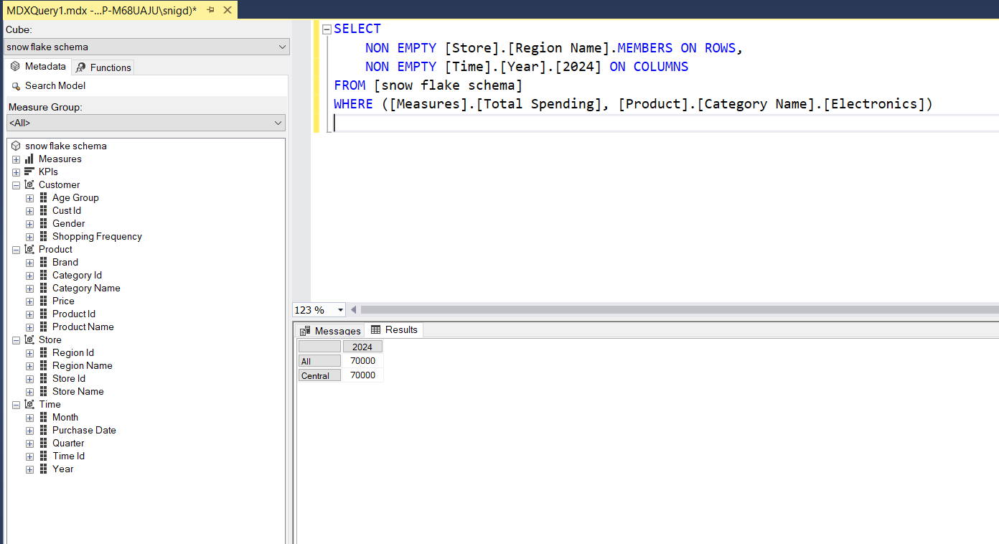 MDXQuery1.mdx -...P-M68UAJU\snigd)*
Cube:
snow flake schema
Metadata
Functions
Search Model
Measure Group:
<All>
snow flake schema
Measures
KPIs
Customer
Age Group
Cust Id
Gender
Shopping Frequency
Product
Brand
Category Id
Category Name
Price
Product Id
Product Name
Store
Region Id
Region Name
Store Id
Store Name
Time
Month
Purchase Date
Quarter
Time Id
Year
SELECT
NON EMPTY [Store].[Region Name].MEMBERS ON ROWS,
NON EMPTY [Time].[Year].[2024] ON COLUMNS
FROM [snow flake schema]
WHERE ([Measures].[Total Spending], [Product].[Category Name].[Electronics])
123 %
Messages
Results
2024
All 70000
Central 70000